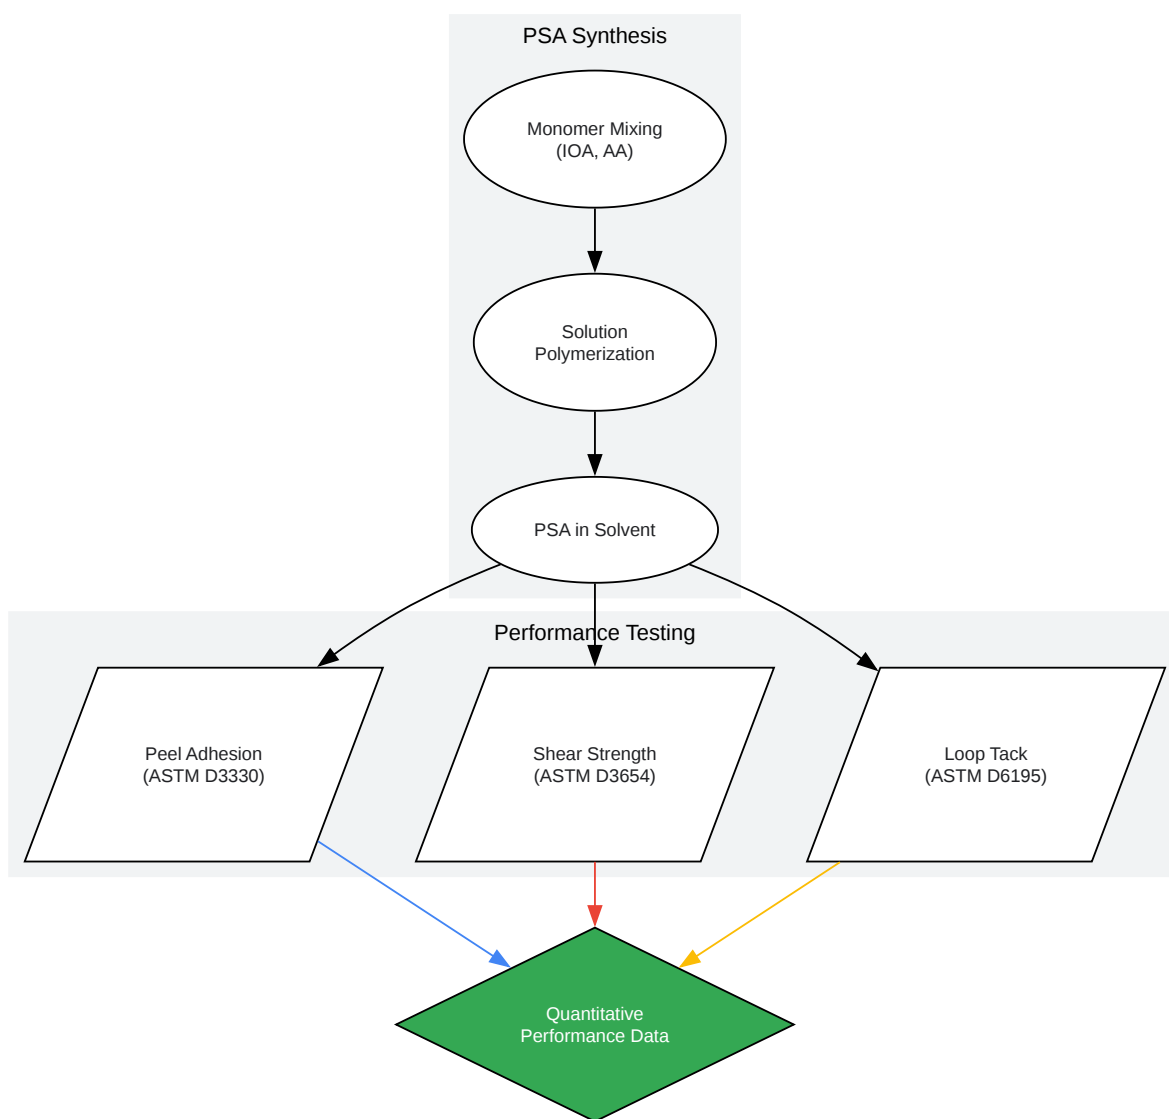 PSA Synthesis
Monomer Mixing
(IOA, AA)
Solution
Polymerization
PSA in Solvent
Performance Testing
Peel Adhesion
(ASTM D3330)
Shear Strength
(ASTM D3654)
Loop Tack
(ASTM D6195)
Quantitative
Performance Data